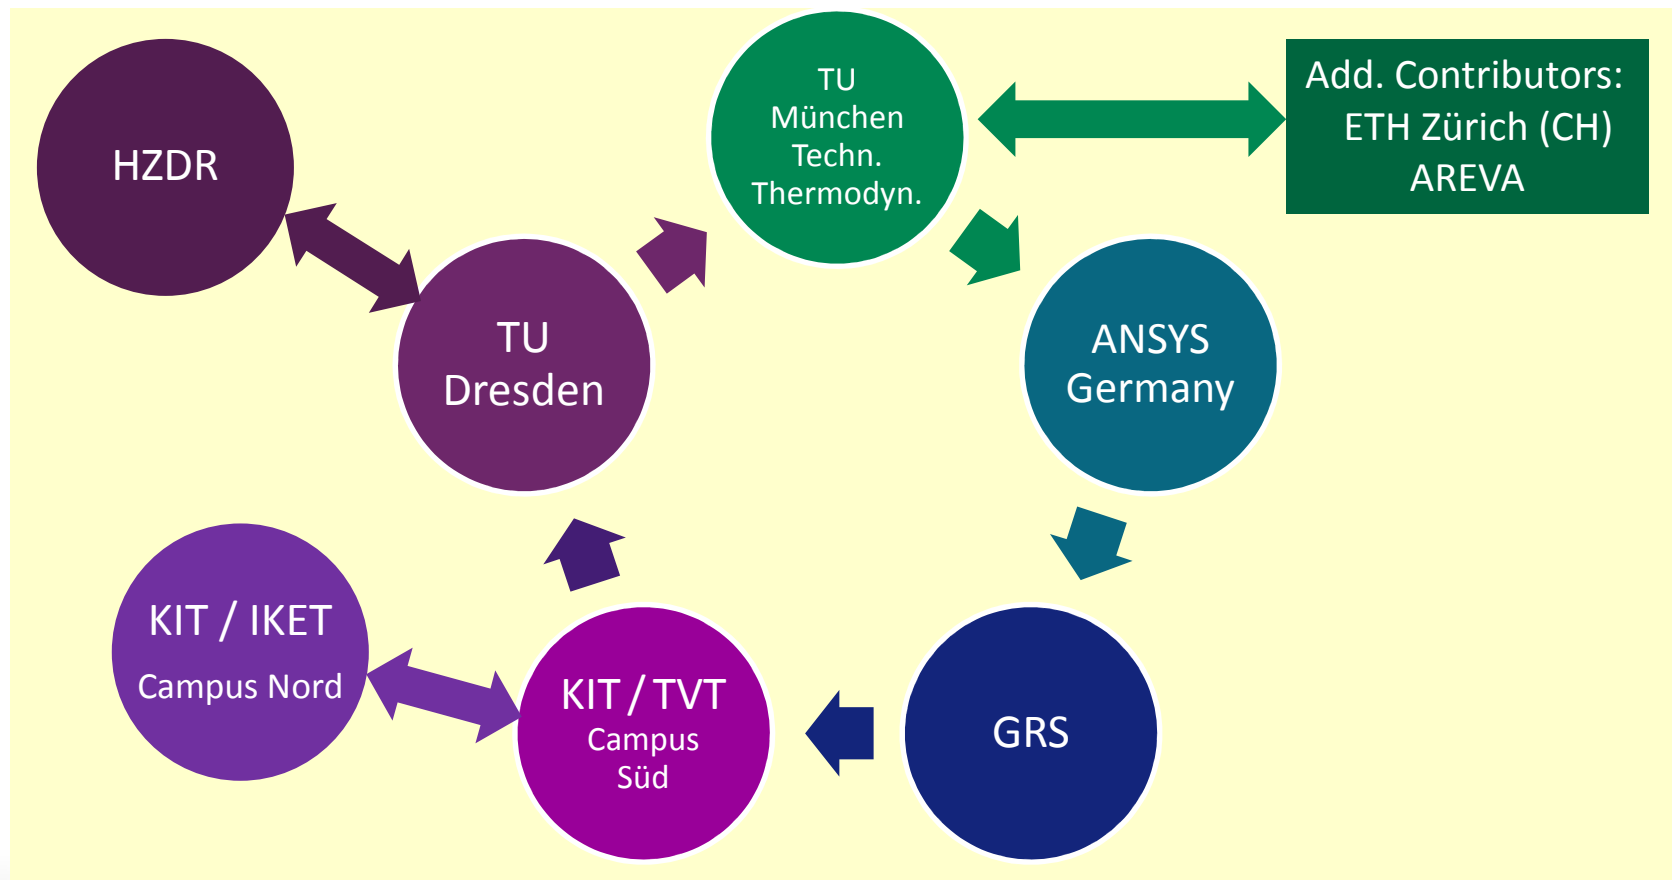 HZDR
TU
München
Techn.
Thermodyn.
Add. Contributors:
ETH Zürich (CH)
AREVA
TU
Dresden
ANSYS
Germany
KIT / IKET
Campus Nord
KIT / TVT
Campus
Süd
GRS